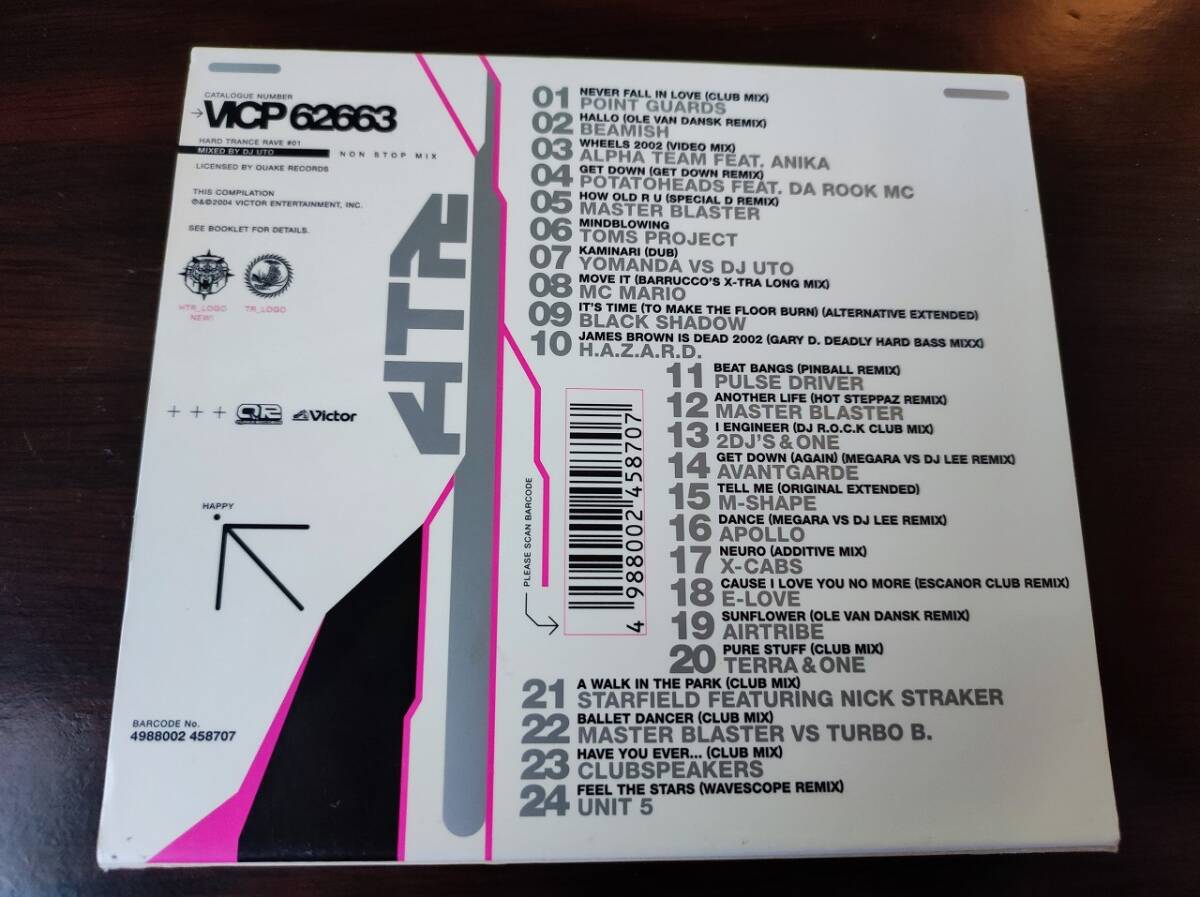 CATALOGUE NUMBER
VICP 62663
HARD TRANCE RAVE #01
MIXED BY DJ UTO
NON STOP MIX
LICENSED BY QUAKE RECORDS
THIS COMPILATION
℗&©2004 VICTOR ENTERTAINMENT, INC.
SEE BOOKLET FOR DETAILS.
HTR_LOGO
NEW!
TR_LOGO
+ + +
QR
Victor
HTR
HAPPY
BARCODE No.
4988002 458707
PLEASE SCAN BARCODE
4 988002 458707
01 NEVER FALL IN LOVE (CLUB MIX)
POINT GUARDS
02 HALLO (OLE VAN DANSK REMIX)
BEAMISH
03 WHEELS 2002 (VIDEO MIX)
ALPHA TEAM FEAT. ANIKA
04 GET DOWN (GET DOWN REMIX)
POTATOHEADS FEAT. DA ROOK MC
05 HOW OLD R U (SPECIAL D REMIX)
MASTER BLASTER
06 MINDBLOWING
TOMS PROJECT
07 KAMINARI (DUB)
YOMANDA VS DJ UTO
08 MOVE IT (BARRUCCO'S X-TRA LONG MIX)
MC MARIO
09 IT'S TIME (TO MAKE THE FLOOR BURN) (ALTERNATIVE EXTENDED)
BLACK SHADOW
10 JAMES BROWN IS DEAD 2002 (GARY D. DEADLY HARD BASS MIXX)
H.A.Z.A.R.D.
11 BEAT BANGS (PINBALL REMIX)
PULSE DRIVER
12 ANOTHER LIFE (HOT STEPPAZ REMIX)
MASTER BLASTER
13 I ENGINEER (DJ R.O.C.K CLUB MIX)
2DJ'S & ONE
14 GET DOWN (AGAIN) (MEGARA VS DJ LEE REMIX)
AVANTGARDE
15 TELL ME (ORIGINAL EXTENDED)
M-SHAPE
16 DANCE (MEGARA VS DJ LEE REMIX)
APOLLO
17 NEURO (ADDITIVE MIX)
X-CABS
18 CAUSE I LOVE YOU NO MORE (ESCANOR CLUB REMIX)
E-LOVE
19 SUNFLOWER (OLE VAN DANSK REMIX)
AIRTRIBE
20 PURE STUFF (CLUB MIX)
TERRA & ONE
21 A WALK IN THE PARK (CLUB MIX)
STARFIELD FEATURING NICK STRAKER
22 BALLET DANCER (CLUB MIX)
MASTER BLASTER VS TURBO B.
23 HAVE YOU EVER... (CLUB MIX)
CLUBSPEAKERS
24 FEEL THE STARS (WAVESCOPE REMIX)
UNIT 5